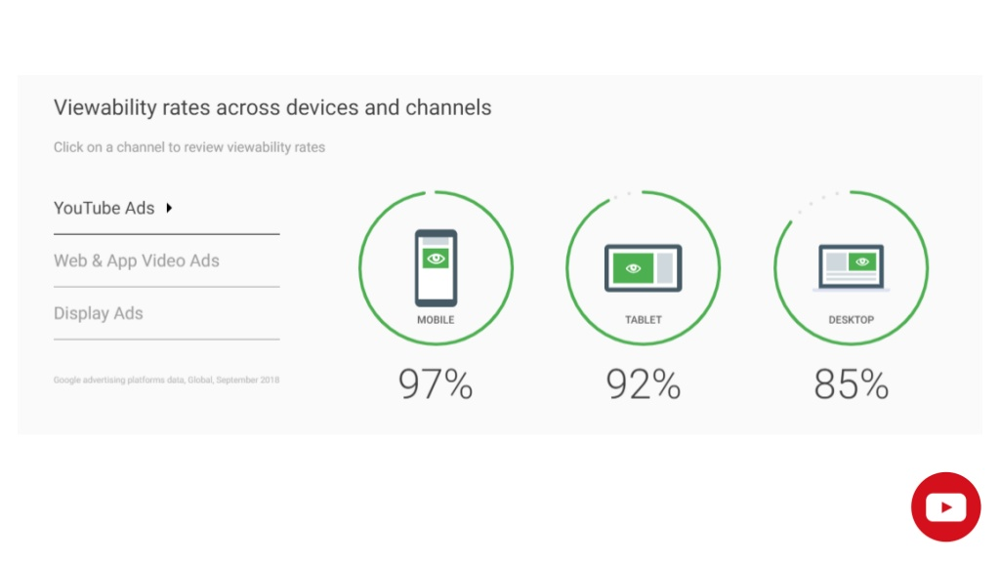 Viewability rates across devices and channels
Click on a channel to review viewability rates
YouTube Ads
Web & App Video Ads
Display Ads
Google advertising platforms data, Global, September 2018
MOBILE
97%
TABLET
92%
DESKTOP
85%